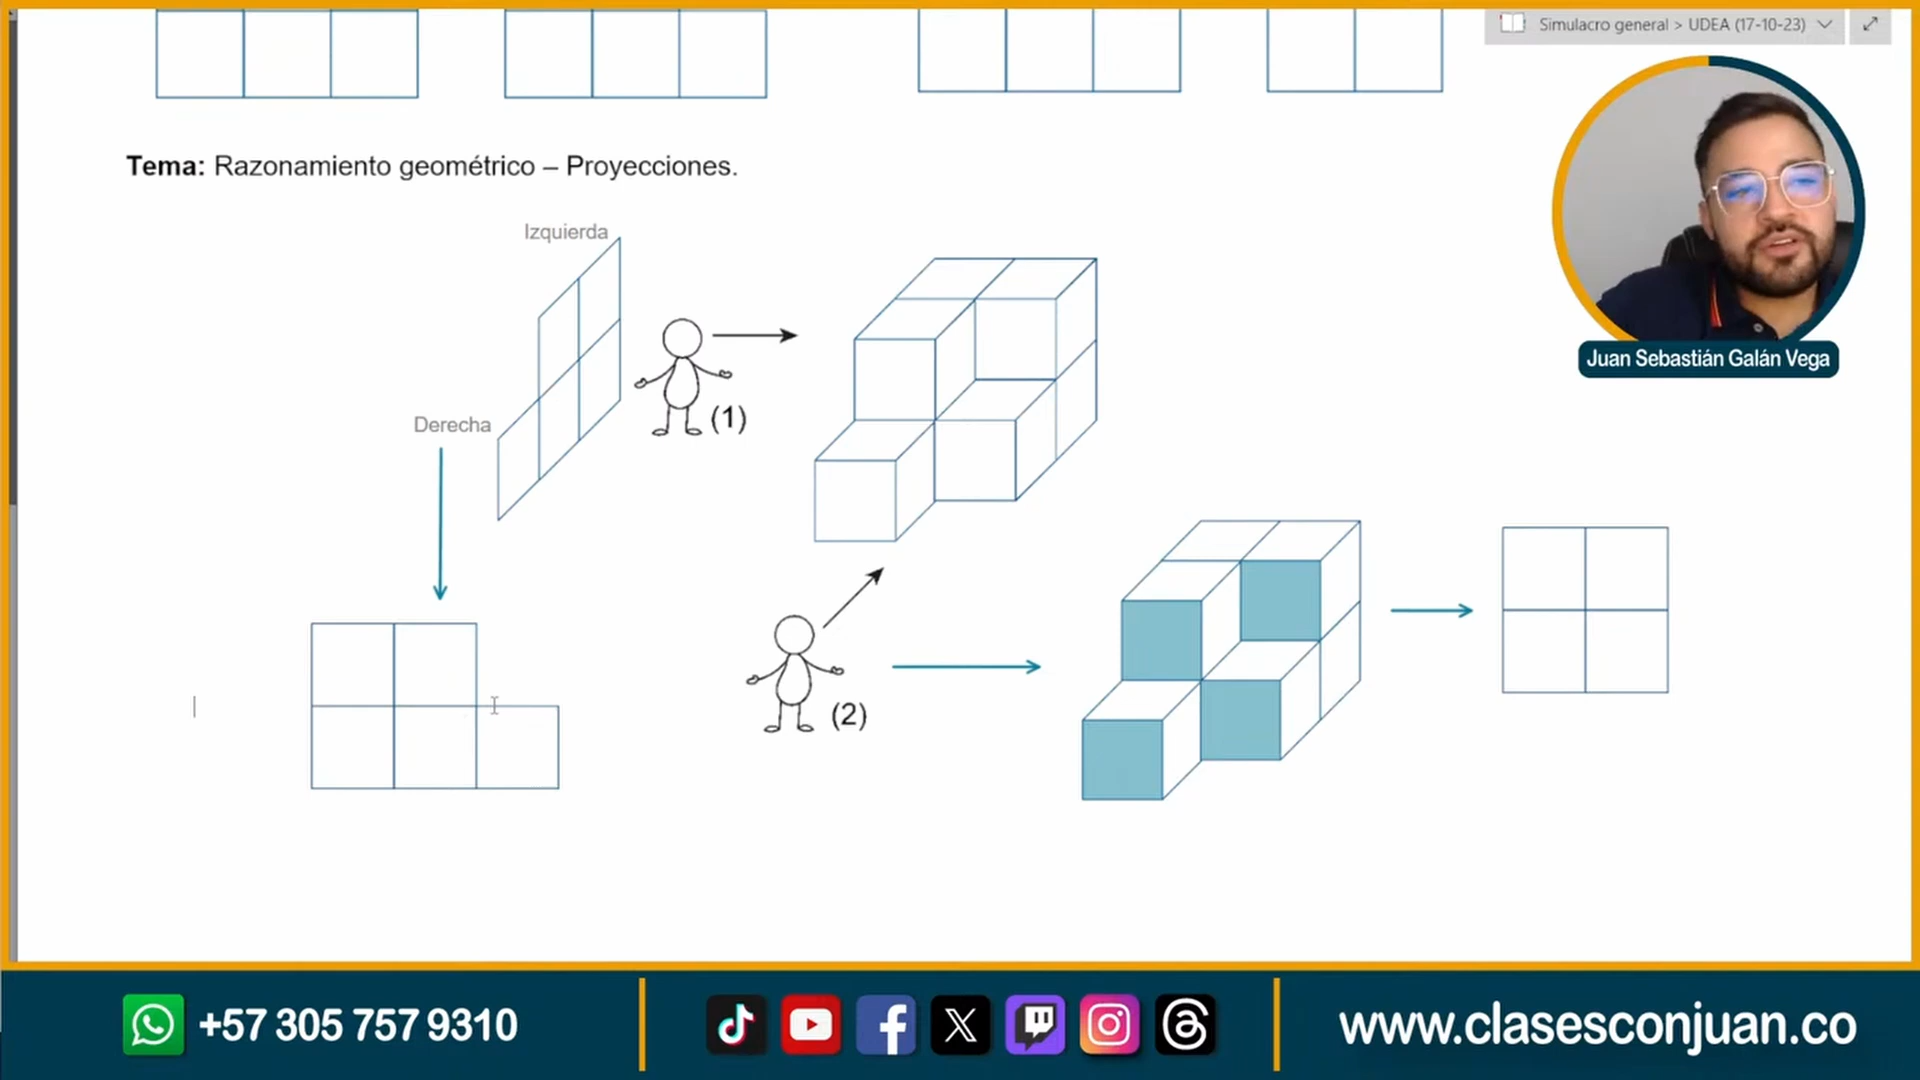 Simulacro general > UDEA (17-10-23)
Tema: Razonamiento geométrico – Proyecciones.
Izquierda
(1)
Derecha
Juan Sebastián Galán Vega
(2)
+57 305 757 9310
www.clasesconjuan.co